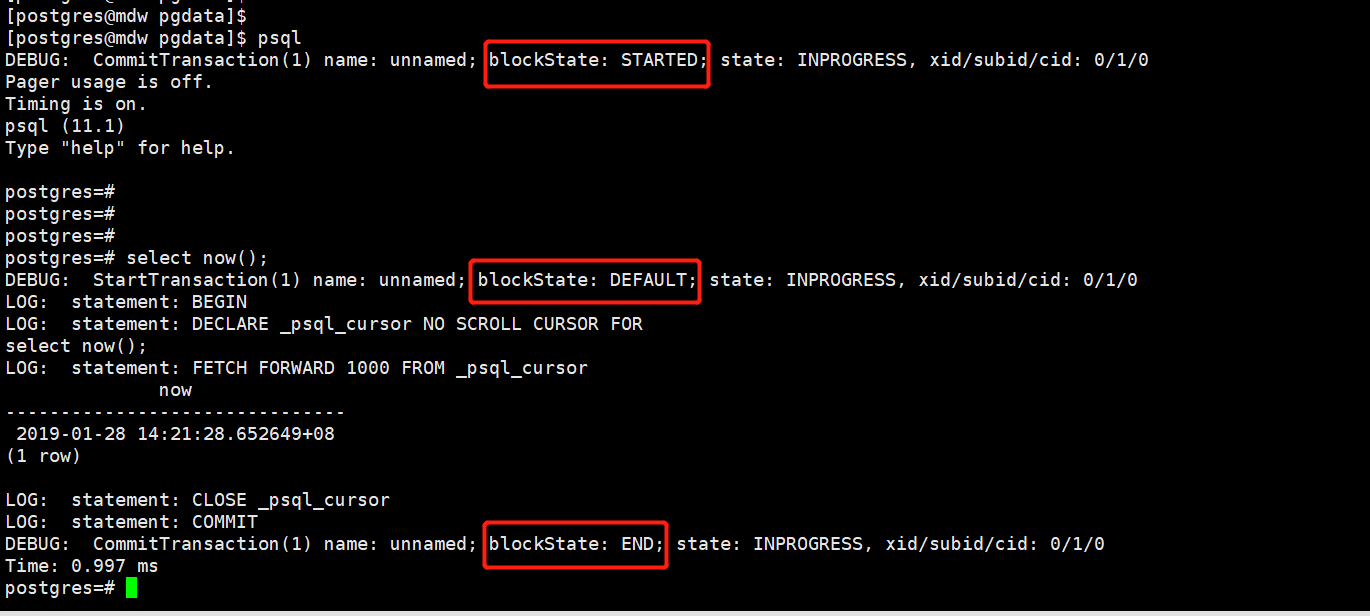 [postgres@mdw pgdata]$
[postgres@mdw pgdata]$ psql
DEBUG:  CommitTransaction(1) name: unnamed; blockState: STARTED; state: INPROGRESS, xid/subid/cid: 0/1/0
Pager usage is off.
Timing is on.
psql (11.1)
Type "help" for help.
postgres=#
postgres=#
postgres=#
postgres=# select now();
DEBUG:  StartTransaction(1) name: unnamed; blockState: DEFAULT; state: INPROGRESS, xid/subid/cid: 0/1/0
LOG:  statement: BEGIN
LOG:  statement: DECLARE _psql_cursor NO SCROLL CURSOR FOR
select now();
LOG:  statement: FETCH FORWARD 1000 FROM _psql_cursor
now
-------------------------------
2019-01-28 14:21:28.652649+08
(1 row)
LOG:  statement: CLOSE _psql_cursor
LOG:  statement: COMMIT
DEBUG:  CommitTransaction(1) name: unnamed; blockState: END; state: INPROGRESS, xid/subid/cid: 0/1/0
Time: 0.997 ms
postgres=#